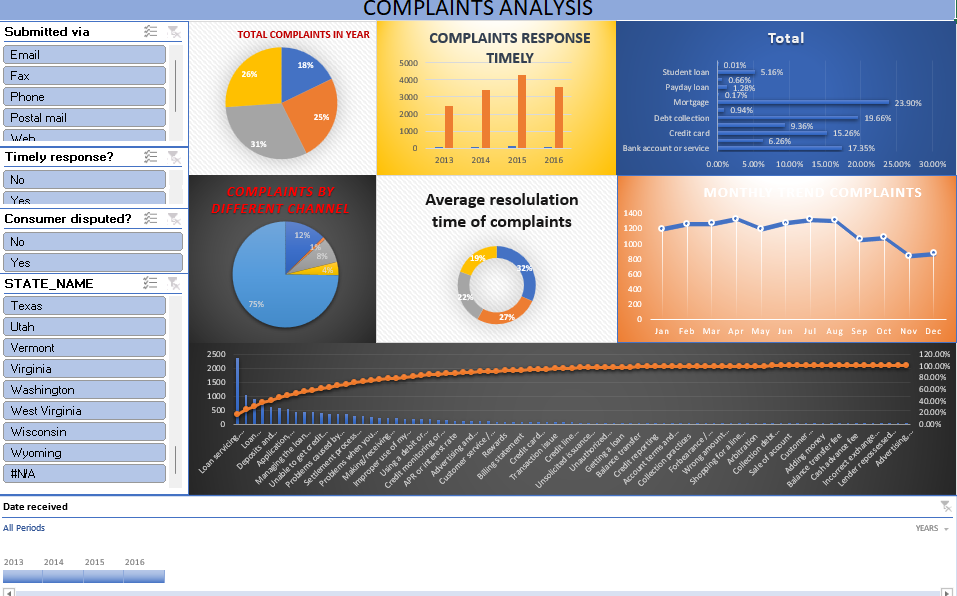 COMPLAINTS ANALYSIS
Submitted via
Email
Fax
Phone
Postal mail
Web
Timely response?
No
Yes
Consumer disputed?
No
Yes
STATE_NAME
Texas
Utah
Vermont
Virginia
Washington
West Virginia
Wisconsin
Wyoming
#N/A
TOTAL COMPLAINTS IN YEAR
18%
25%
31%
26%
COMPLAINTS RESPONSE
TIMELY
5000
4000
3000
2000
1000
0
2013 2014 2015 2016
Total
0.01%
Student loan 5.16%
0.66%
Payday loan 1.28%
0.17%
Mortgage 23.90%
0.94%
Debt collection 19.66%
9.36%
Credit card 15.26%
6.26%
Bank account or service 17.35%
0.00% 5.00% 10.00% 15.00% 20.00% 25.00% 30.00%
COMPLAINTS BY
DIFFERENT CHANNEL
12%
1%
8%
4%
75%
Average resolulation
time of complaints
32%
27%
22%
19%
MONTHLY TREND COMPLAINTS
1400
1200
1000
800
600
400
200
0
Jan Feb Mar Apr May Jun Jul Aug Sep Oct Nov Dec
2500
2000
1500
1000
500
0
120.00%
100.00%
80.00%
60.00%
40.00%
20.00%
0.00%
Loan servicing,...
Loan...
Deposits and...
Application,...
Managing the loan...
Unable to get credit...
Problems caused by...
Settlement process...
Problems when you...
Making/receiving...
Improper use of my...
Using a debit or...
Credit monitoring or...
APR or interest rate
Advertising and...
Customer service /...
Rewards
Billing statement
Credit card...
Transaction issue
Credit line...
Unsolicited issuance...
Unauthorized...
Getting a loan
Balance transfer
Credit reporting...
Account terms and...
Collection practices
Forbearance /...
Wrong amount...
Shopping for a line...
Arbitration
Collection debt...
Sale of account
Customer...
Adding money
Balance transfer fee
Cash advance fee
Incorrect exchange...
Lender repossessed...
Advertising,...
Date received
All Periods
YEARS
2013 2014 2015 2016